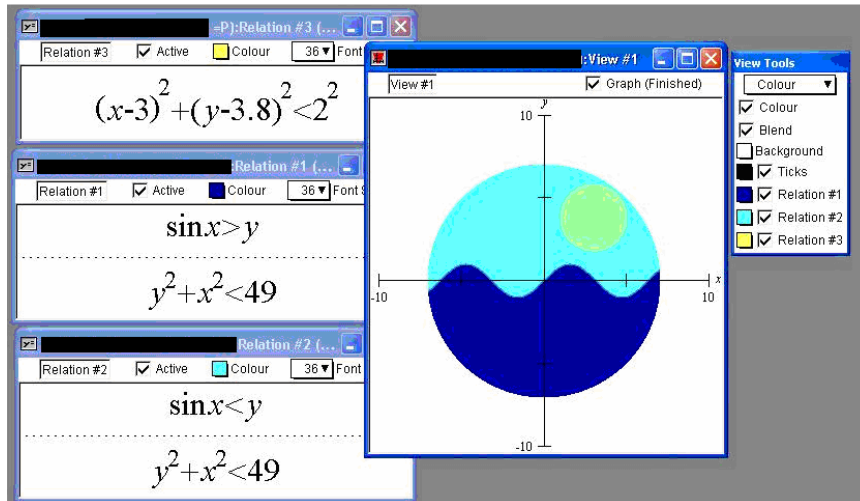 =P):Relation #3 (...
Relation #3 Active Colour 36 Font
(x-3)²+(y-3.8)²<2²
:Relation #1 (...
Relation #1 Active Colour 36 Font S
sinx>y
y²+x²<49
Relation #2 (...
Relation #2 Active Colour 36 Font
sinx<y
y²+x²<49
:View #1
View #1 Graph (Finished)
y
10
-10 10 x
-10
View Tools
Colour
Colour
Blend
Background
Ticks
Relation #1
Relation #2
Relation #3